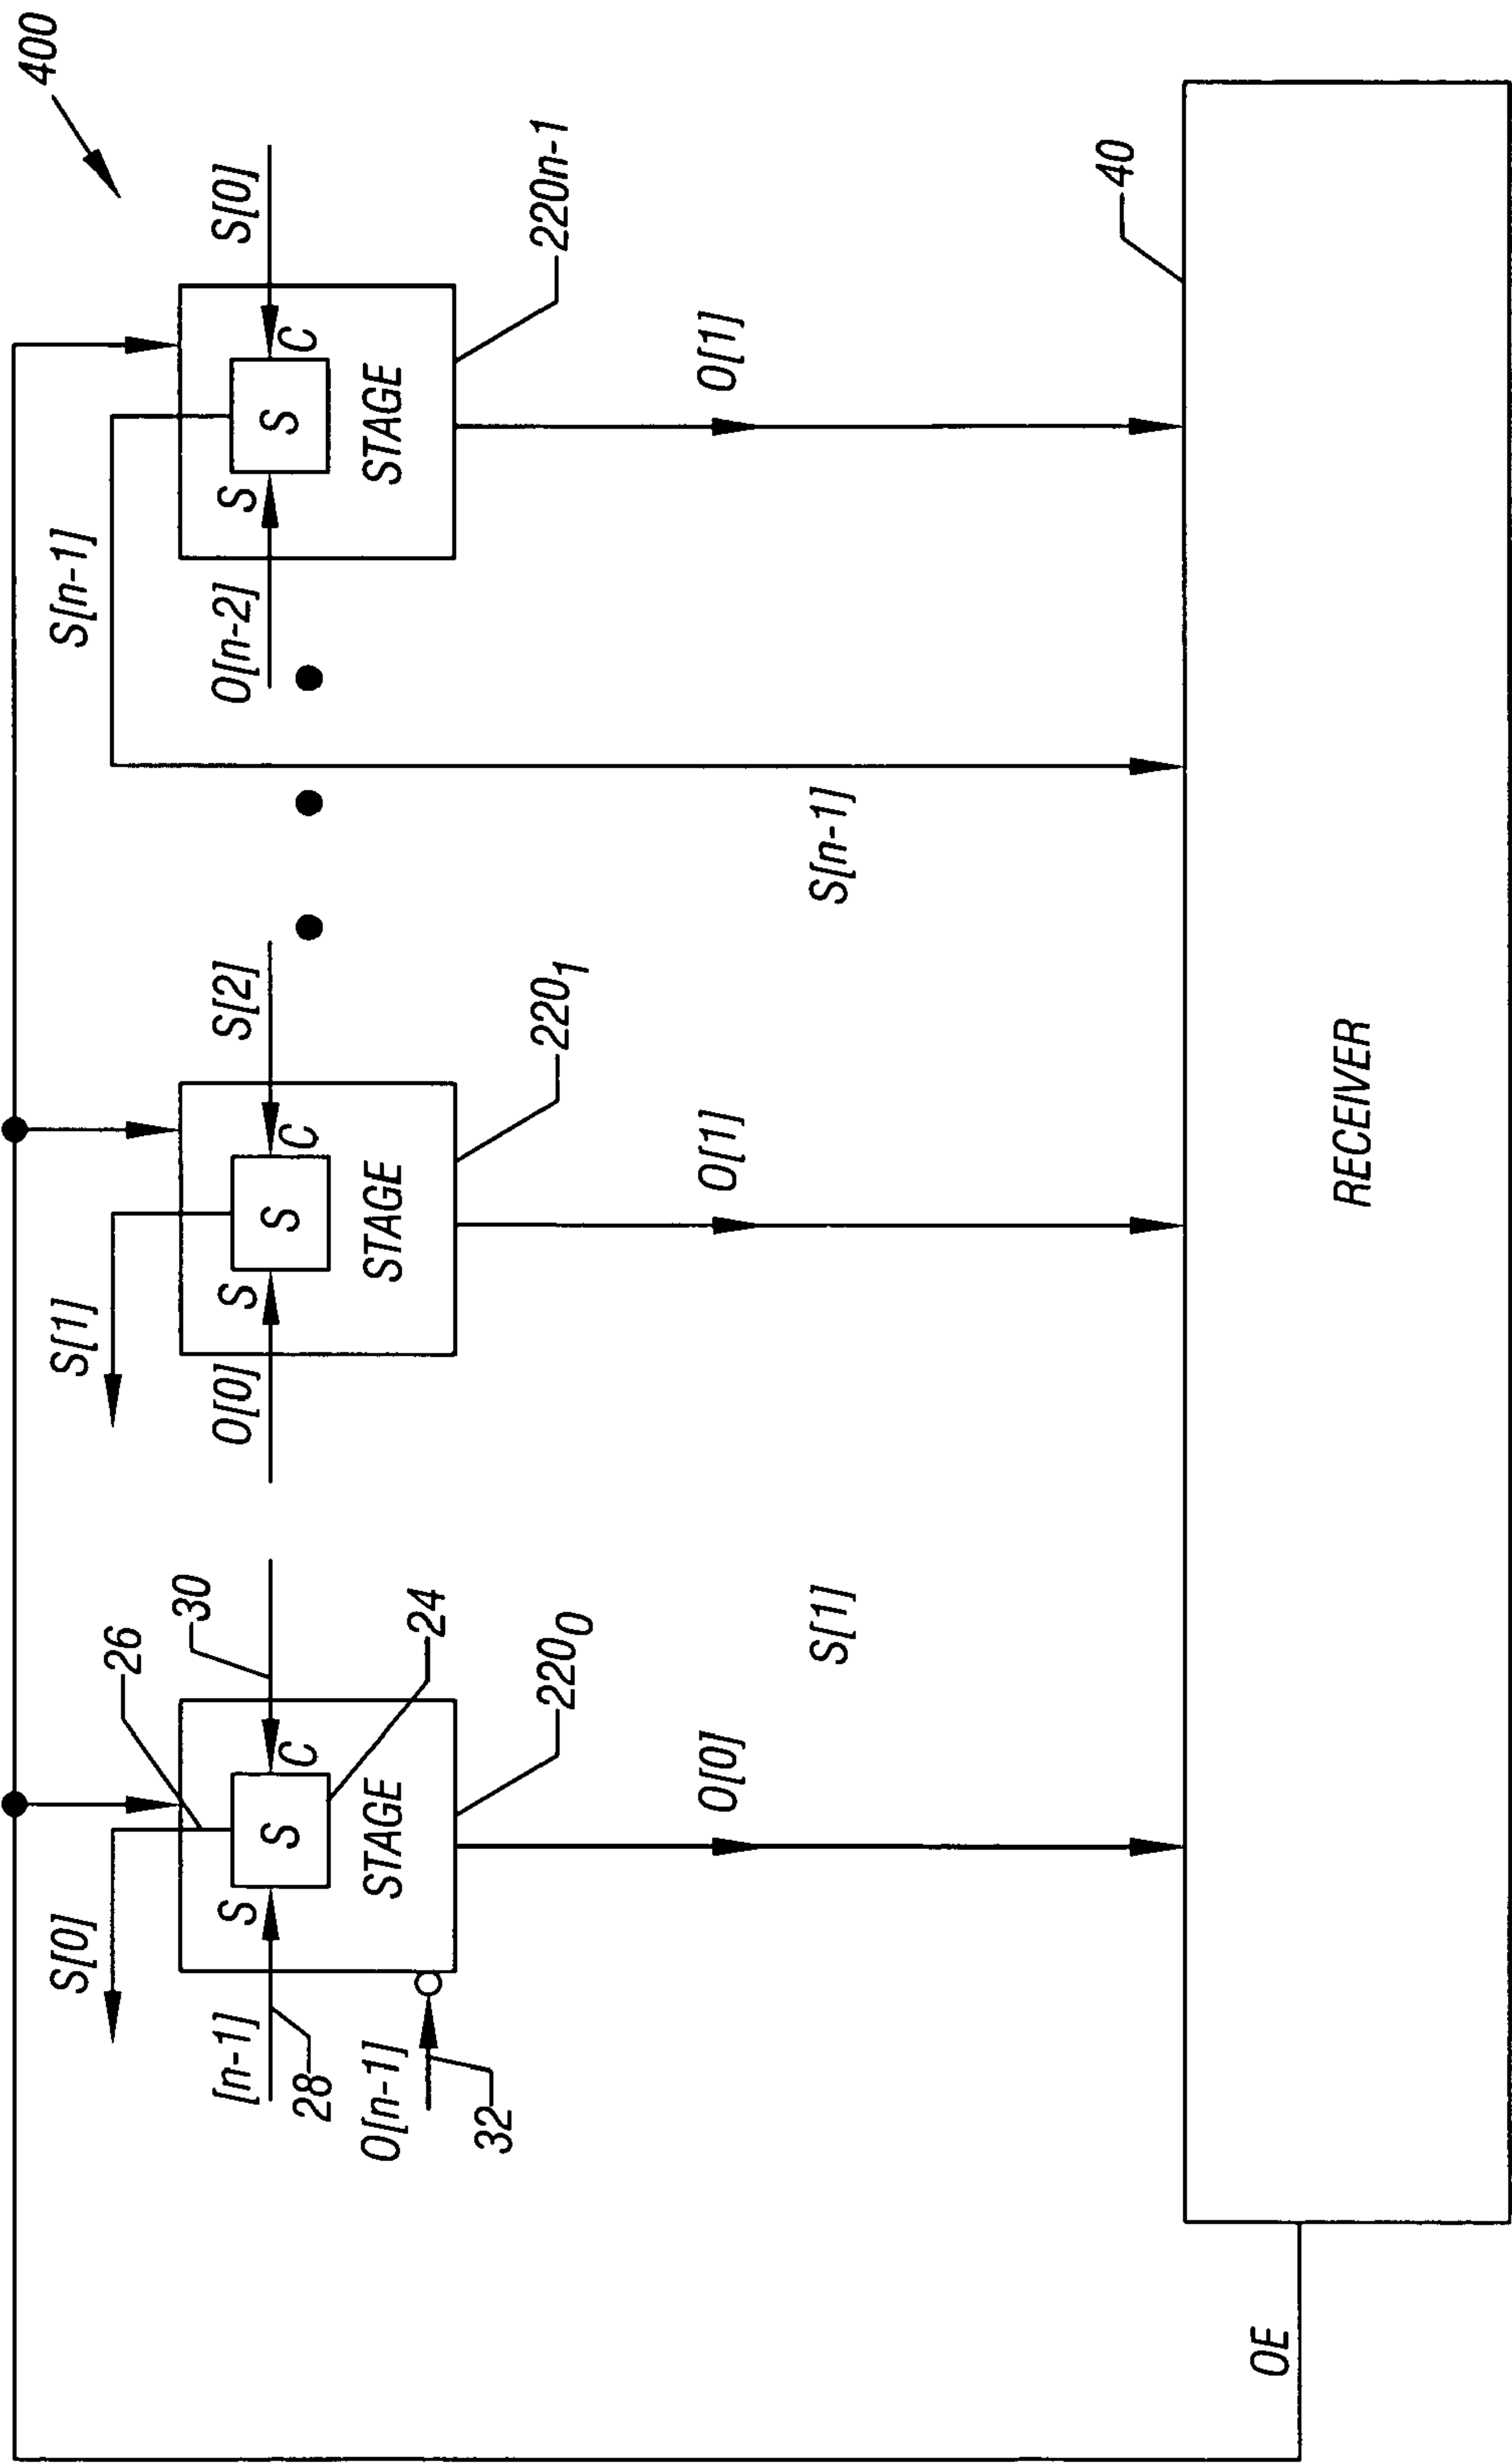 400
S[0]
S[1]
S[n-1]
26
30
[n-1]
S
O[0]
S
S[2]
O[n-2]
S
S[0]
S
C
S
C
S
C
28
O[n-1]
STAGE
24
STAGE
STAGE
32
220₀
220₁
220n-1
O[0]
O[1]
O[1]
S[1]
S[n-1]
40
OE
RECEIVER